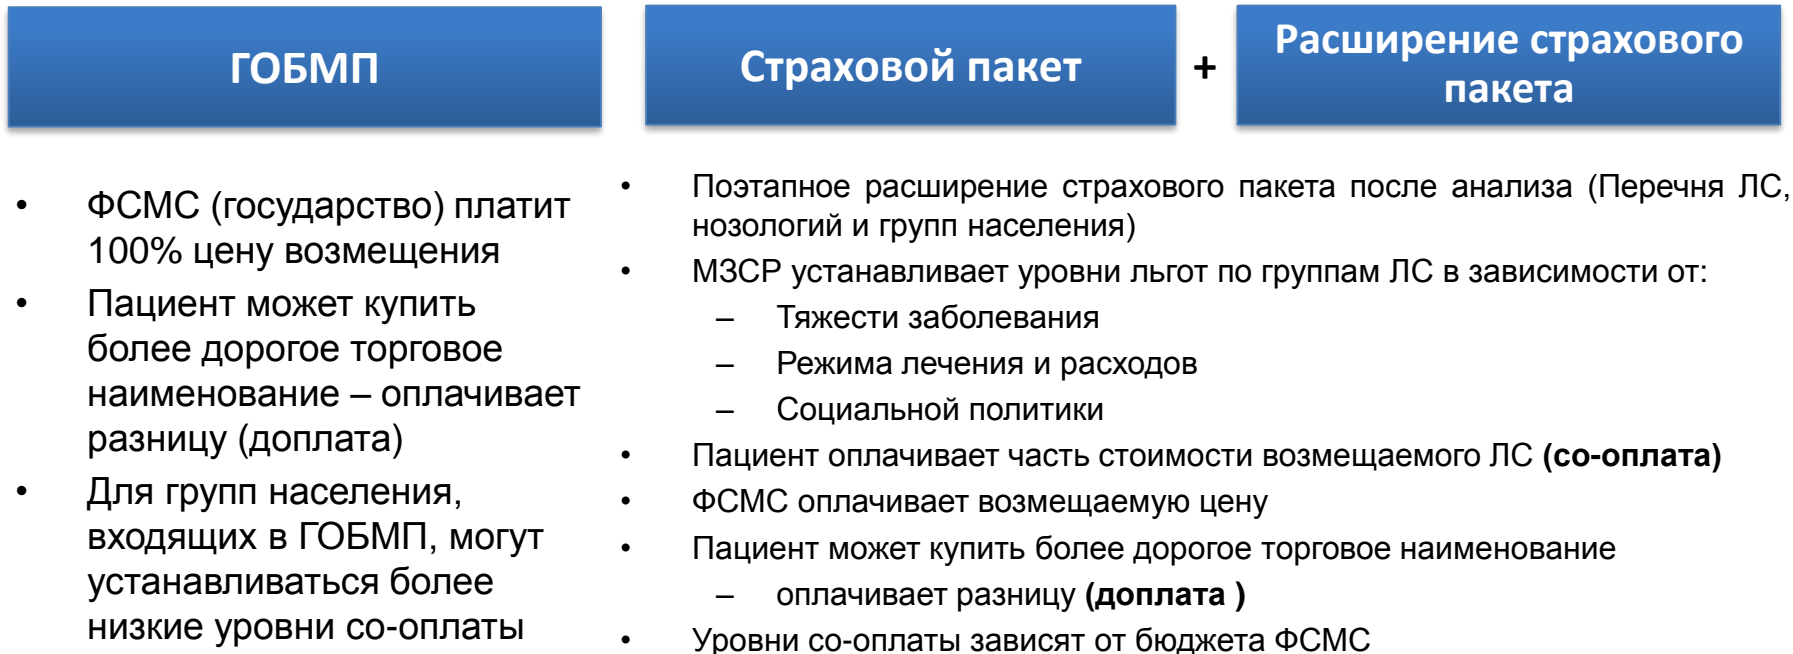 ГОБМП
• ФСМС (государство) платит
100% цену возмещения
• Пациент может купить
более дорогое торговое
наименование – оплачивает
разницу (доплата)
• Для групп населения,
входящих в ГОБМП, могут
устанавливаться более
низкие уровни со-оплаты
Страховой пакет
+
Расширение страхового
пакета
• Поэтапное расширение страхового пакета после анализа (Перечня ЛС,
нозологий и групп населения)
• МЗСР устанавливает уровни льгот по группам ЛС в зависимости от:
– Тяжести заболевания
– Режима лечения и расходов
– Социальной политики
• Пациент оплачивает часть стоимости возмещаемого ЛС (со-оплата)
• ФСМС оплачивает возмещаемую цену
• Пациент может купить более дорогое торговое наименование
– оплачивает разницу (доплата )
• Уровни со-оплаты зависят от бюджета ФСМС